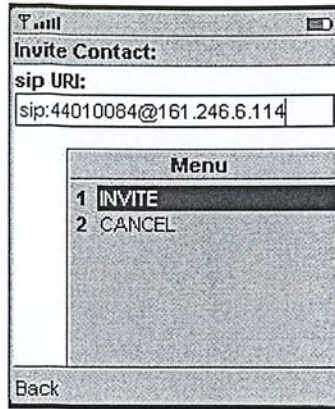 Invite Contact:
sip URI:
sip:44010084@161.246.6.114
Menu
1 INVITE
2 CANCEL
Back